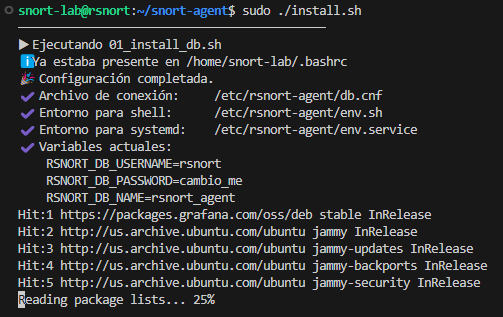 snort-lab@rsnort:~/snort-agent$ sudo ./install.sh
▶ Ejecutando 01_install_db.sh
ℹ️Ya estaba presente en /home/snort-lab/.bashrc
🎉 Configuración completada.
✔ Archivo de conexión: /etc/rsnort-agent/db.cnf
✔ Entorno para shell: /etc/rsnort-agent/env.sh
✔ Entorno para systemd: /etc/rsnort-agent/env.service
✔ Variables actuales:
RSNORT_DB_USERNAME=rsnort
RSNORT_DB_PASSWORD=cambio_me
RSNORT_DB_NAME=rsnort_agent
Hit:1 https://packages.grafana.com/oss/deb stable InRelease
Hit:2 http://us.archive.ubuntu.com/ubuntu jammy InRelease
Hit:3 http://us.archive.ubuntu.com/ubuntu jammy-updates InRelease
Hit:4 http://us.archive.ubuntu.com/ubuntu jammy-backports InRelease
Hit:5 http://us.archive.ubuntu.com/ubuntu jammy-security InRelease
Reading package lists... 25%